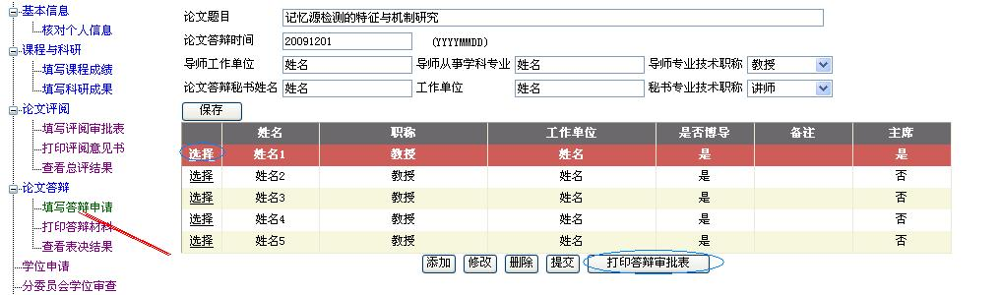 基本信息
核对个人信息
课程与科研
填写课程成绩
填写科研成果
论文评阅
填写评阅审批表
打印评阅意见书
查看总评结果
论文答辩
填写答辩申请
打印答辩材料
查看表决结果
学位申请
分委员会学位审查
论文题目 记忆源检测的特征与机制研究
论文答辩时间 20091201 (YYYYMMDD)
导师工作单位 姓名 导师从事学科专业 姓名 导师专业技术职称 教授
论文答辩秘书姓名 姓名 工作单位 姓名 秘书专业技术职称 讲师
保存
姓名 职称 工作单位 是否博导 备注 主席
选择 姓名1 教授 姓名 是 是
选择 姓名2 教授 姓名 是 否
选择 姓名3 教授 姓名 是 否
选择 姓名4 教授 姓名 是 否
选择 姓名5 教授 姓名 是 否
添加 修改 删除 提交 打印答辩审批表